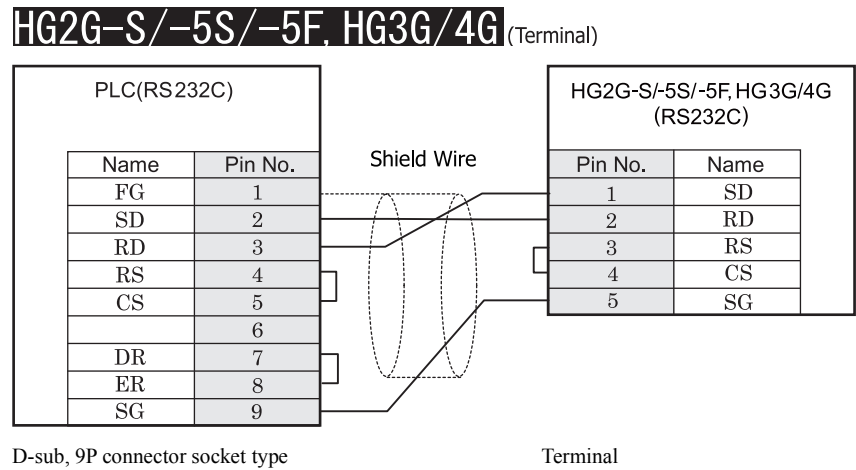 HG2G-S/-5S/-5F, HG3G/4G (Terminal)
PLC(RS232C)
HG2G-S/-5S/-5F, HG3G/4G
(RS232C)
Shield Wire
Name Pin No.
FG 1
SD 2
RD 3
RS 4
CS 5
6
DR 7
ER 8
SG 9
Pin No. Name
1 SD
2 RD
3 RS
4 CS
5 SG
D-sub, 9P connector socket type
Terminal